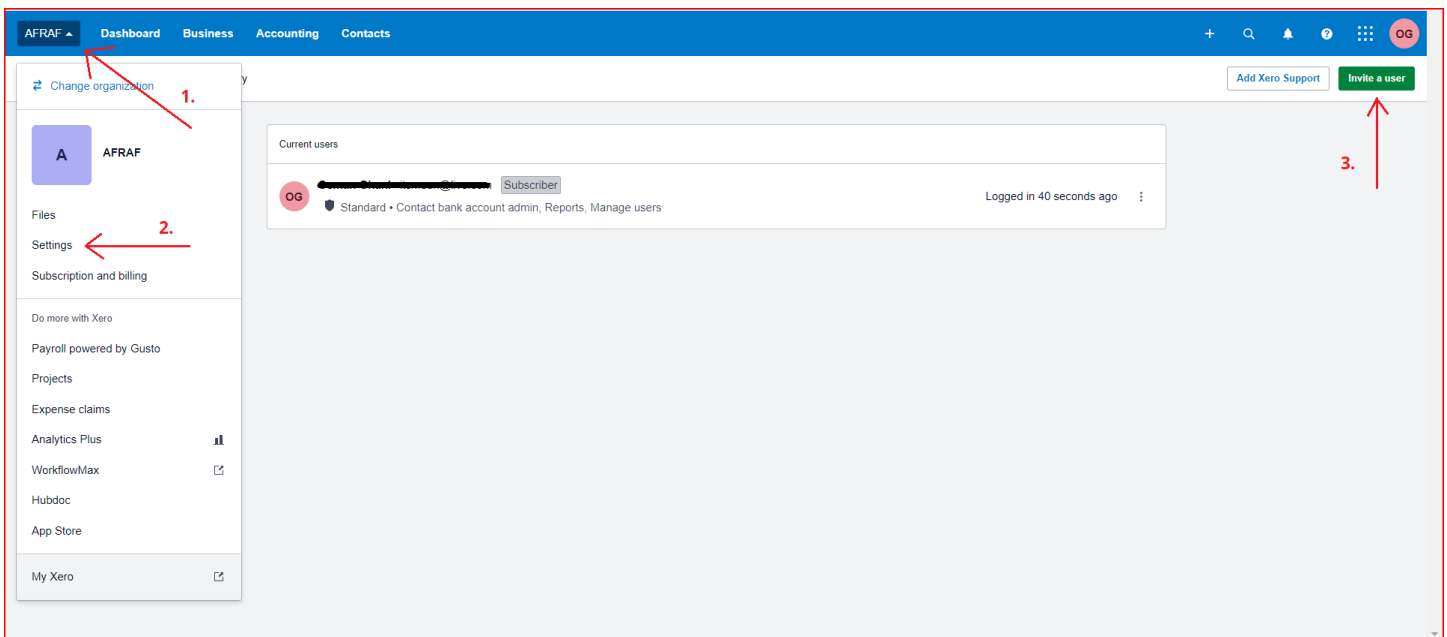 AFRAF Dashboard Business Accounting Contacts OG
Change organization y Add Xero Support Invite a user
1.
A AFRAF
Current users
3.
OG Subscriber
Standard • Contact bank account admin, Reports, Manage users
Logged in 40 seconds ago
Files
2.
Settings
Subscription and billing
Do more with Xero
Payroll powered by Gusto
Projects
Expense claims
Analytics Plus
WorkflowMax
Hubdoc
App Store
My Xero